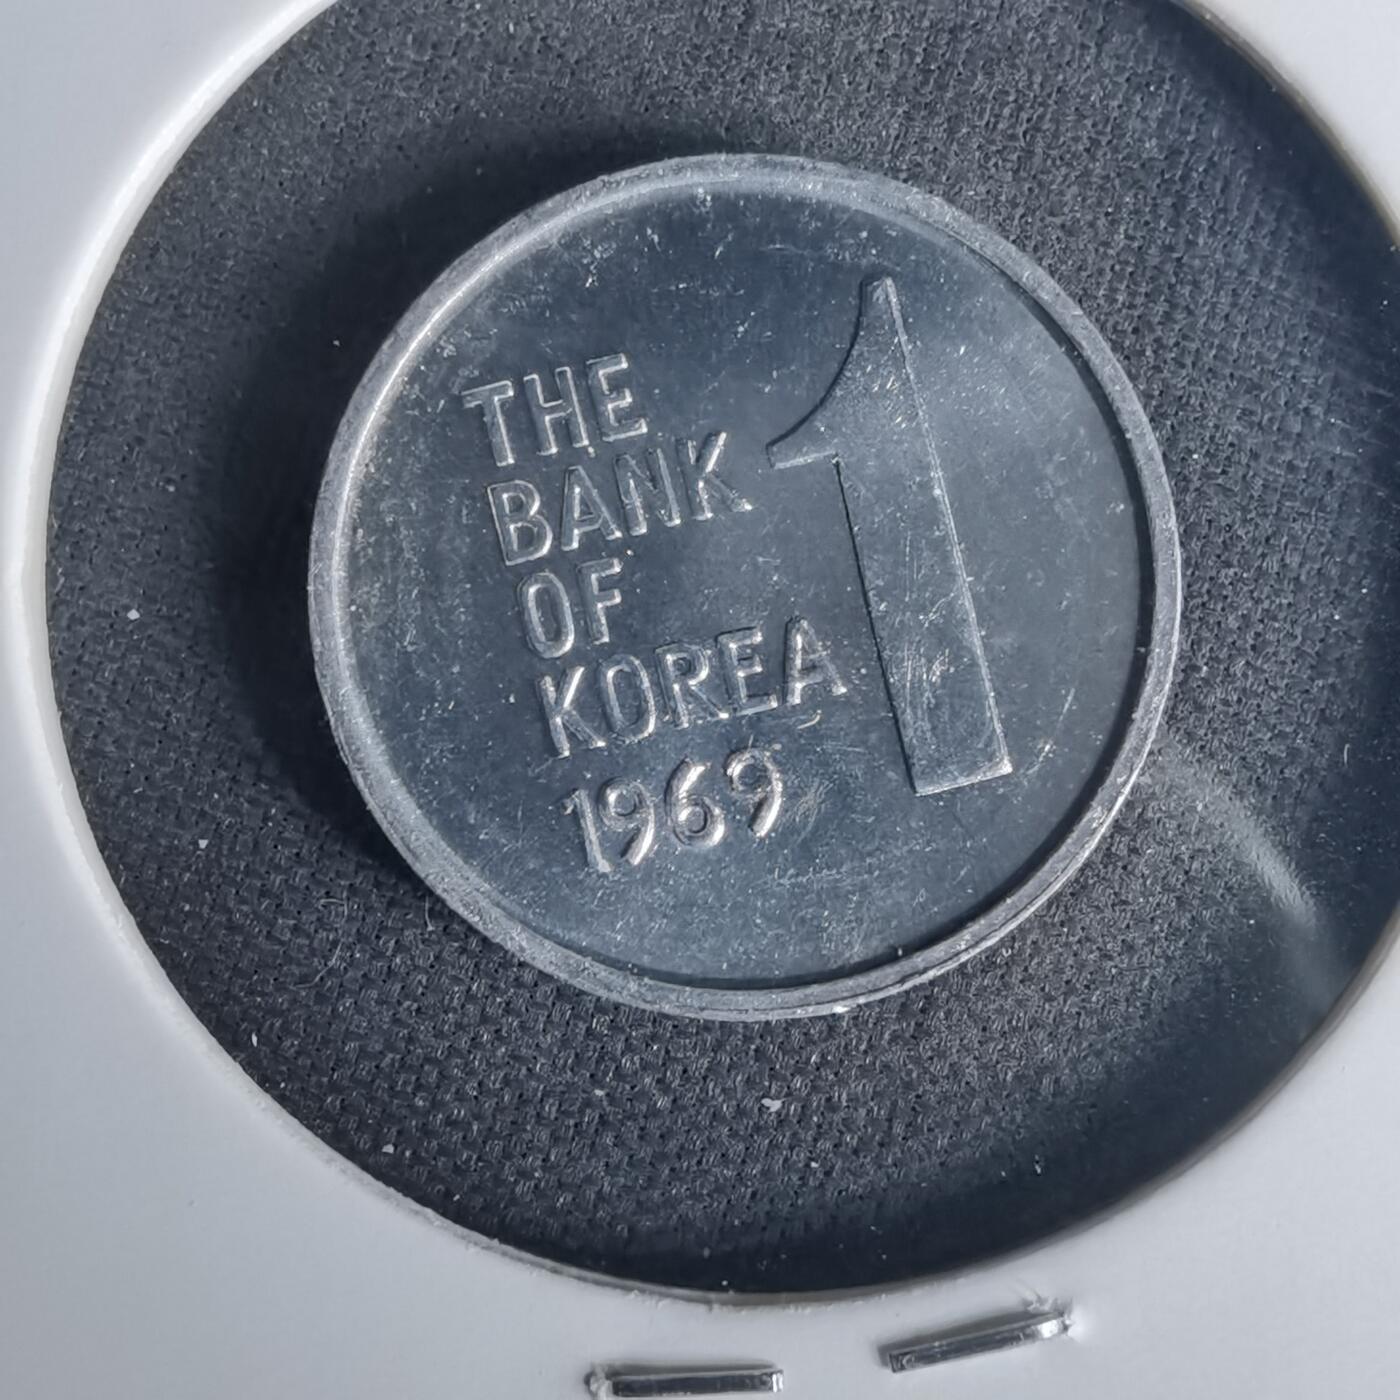 THE
BANK
OF
KOREA
1969
1